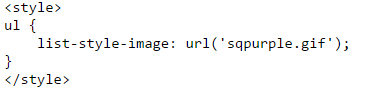 <style>
ul {
    list-style-image: url('sqpurple.gif');
}
</style>